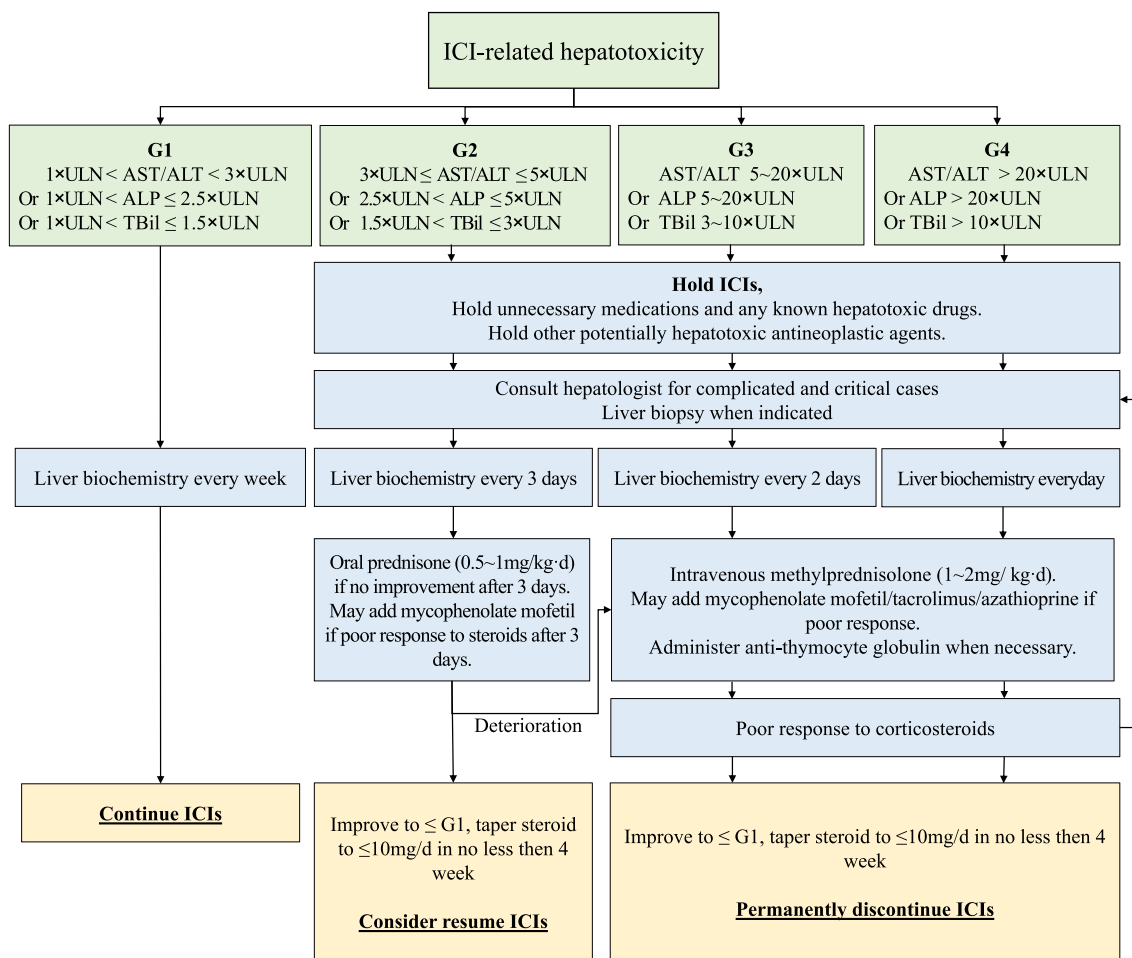 ICI-related hepatotoxicity
G1
1×ULN < AST/ALT < 3×ULN
Or 1×ULN < ALP ≤ 2.5×ULN
Or 1×ULN < TBil ≤ 1.5×ULN
G2
3×ULN ≤ AST/ALT ≤5×ULN
Or 2.5×ULN < ALP ≤5×ULN
Or 1.5×ULN < TBil ≤3×ULN
G3
AST/ALT 5~20×ULN
Or ALP 5~20×ULN
Or TBil 3~10×ULN
G4
AST/ALT > 20×ULN
Or ALP > 20×ULN
Or TBil > 10×ULN
Hold ICIs,
Hold unnecessary medications and any known hepatotoxic drugs.
Hold other potentially hepatotoxic antineoplastic agents.
Consult hepatologist for complicated and critical cases
Liver biopsy when indicated
Liver biochemistry every week
Liver biochemistry every 3 days
Liver biochemistry every 2 days
Liver biochemistry everyday
Oral prednisone (0.5~1mg/kg·d)
if no improvement after 3 days.
May add mycophenolate mofetil
if poor response to steroids after 3
days.
Intravenous methylprednisolone (1~2mg/ kg·d).
May add mycophenolate mofetil/tacrolimus/azathioprine if
poor response.
Administer anti-thymocyte globulin when necessary.
Deterioration
Poor response to corticosteroids
Continue ICIs
Improve to ≤ G1, taper steroid
to ≤10mg/d in no less then 4
week
Consider resume ICIs
Improve to ≤ G1, taper steroid to ≤10mg/d in no less then 4
week
Permanently discontinue ICIs